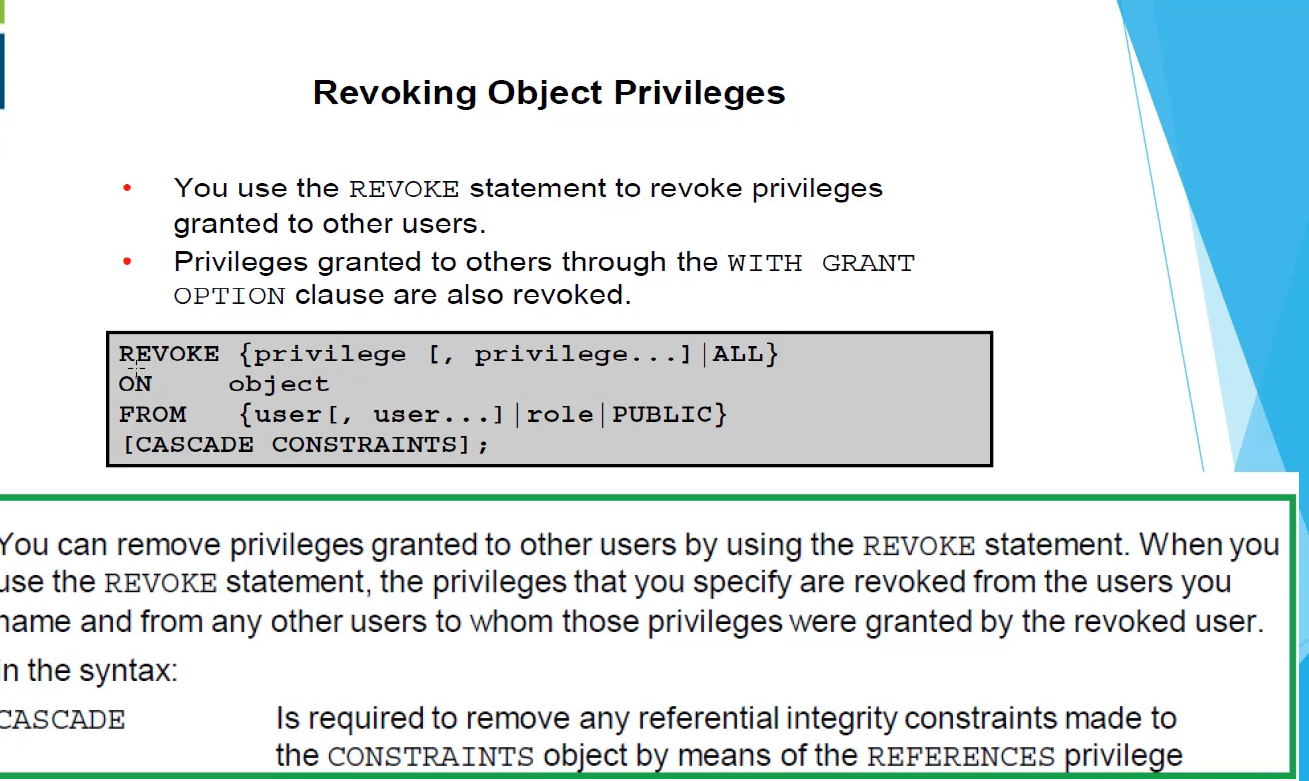 Revoking Object Privileges
• You use the REVOKE statement to revoke privileges
granted to other users.
• Privileges granted to others through the WITH GRANT
OPTION clause are also revoked.
REVOKE {privilege [, privilege...]|ALL}
ON object
FROM {user[, user...]|role|PUBLIC}
[CASCADE CONSTRAINTS];
You can remove privileges granted to other users by using the REVOKE statement. When you
use the REVOKE statement, the privileges that you specify are revoked from the users you
name and from any other users to whom those privileges were granted by the revoked user.
In the syntax:
CASCADE Is required to remove any referential integrity constraints made to
the CONSTRAINTS object by means of the REFERENCES privilege